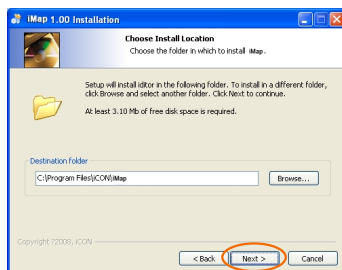 iMap 1.00 Installation
Choose Install Location
Choose the folder in which to install iMap.
Setup will install iditor in the following folder. To install in a different folder,
click Browse and select another folder. Click Next to continue.
At least 3.10 Mb of free disk space is required.
Destination folder
C:\Program Files\iCON\iMap
Browse...
Copyright ?2008, iCON
< Back
Next >
Cancel